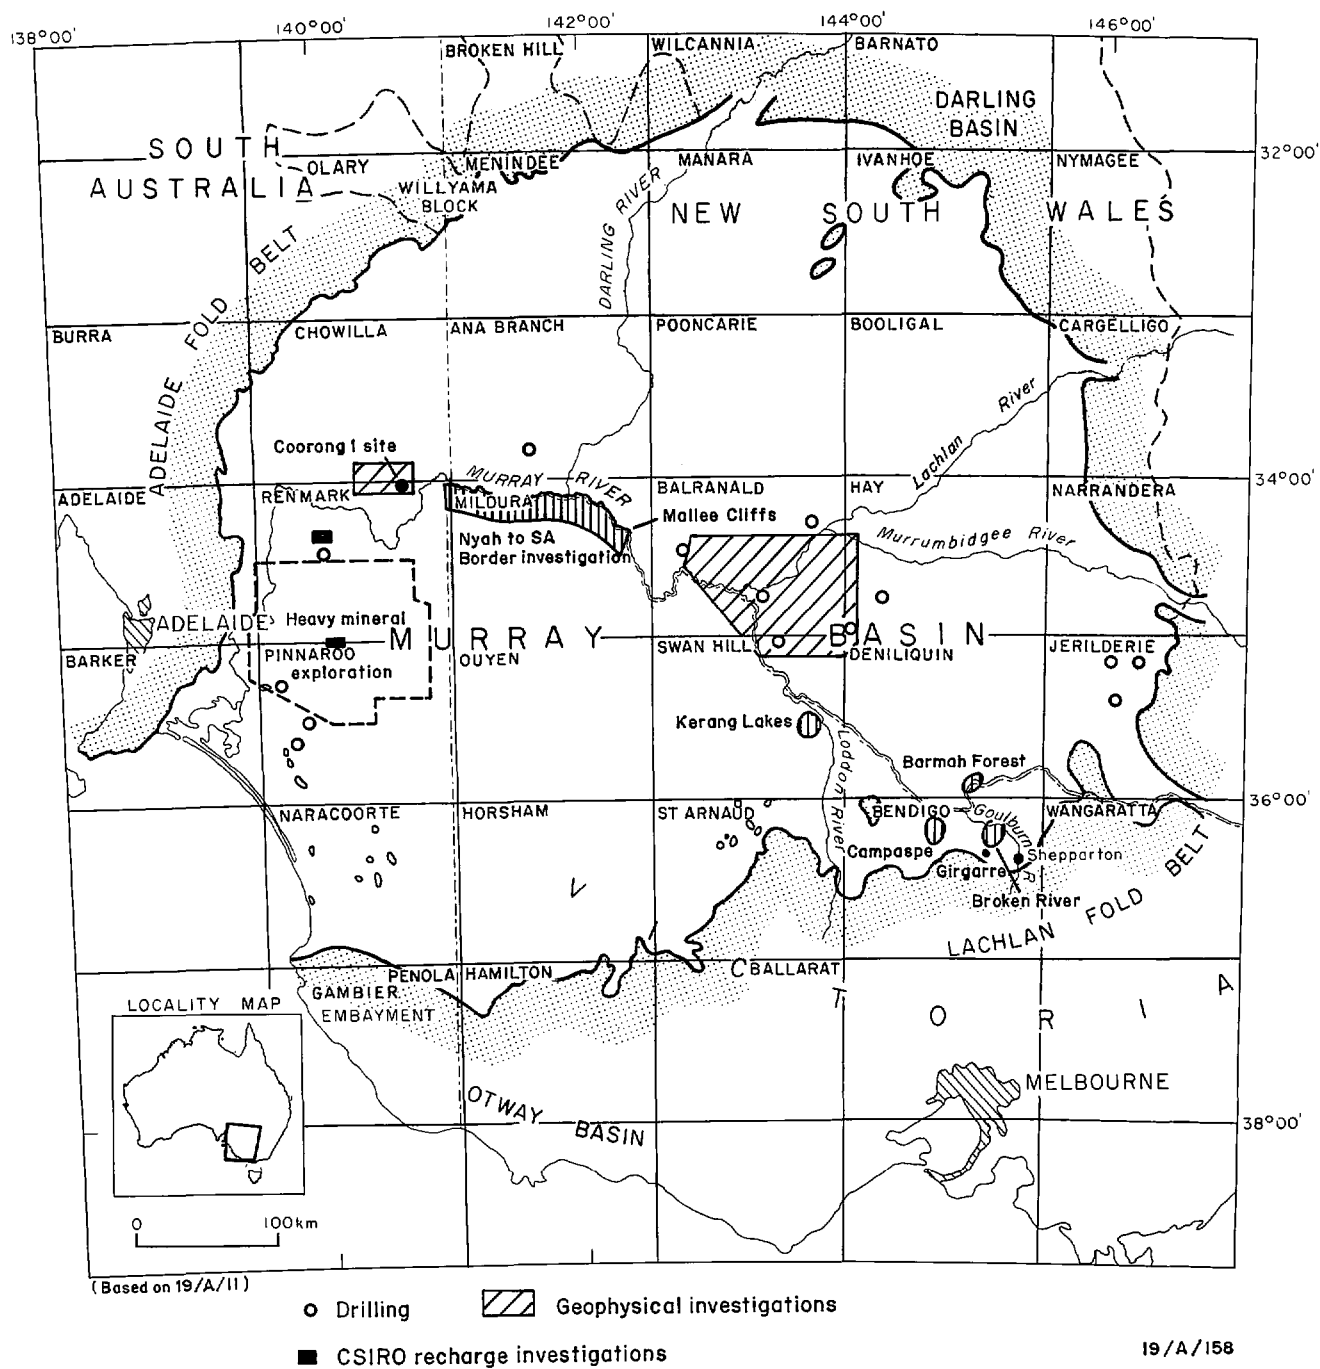 138°00'
140°00'
142°00'
144°00'
146°00'
BROKEN HILL
WILCANNIA
BARNATO
DARLING
BASIN
SOUTH
AUSTRALIA
OLARY
MENINDEE
MANARA
IVANHOE
NYMAGEE
32°00'
WILLYAMA
BLOCK
NEW SOUTH WALES
ADELAIDE FOLD BELT
DARLING RIVER
BURRA
CHOWILLA
ANA BRANCH
POONCARIE
BOOLIGAL
CARGELLIGO
Lachlan River
Coorong 1 site
34°00'
ADELAIDE
RENMARK
MURRAY RIVER
MILDURA
BALRANALD
HAY
NARRANDERA
Mallee Cliffs
Nyah to SA
Border investigation
Murrumbidgee River
ADELAIDE
Heavy mineral
exploration
MURRAY BASIN
BARKER
PINNAROO
OUYEN
SWAN HILL
DENILIQUIN
JERILDERIE
Kerang Lakes
Loddon River
Barmah Forest
36°00'
NARACOORTE
HORSHAM
ST ARNAUD
BENDIGO
Goulburn R
WANGARATTA
Campaspe
Girgarre
Shepparton
Broken River
LACHLAN FOLD BELT
VICTORIA
PENOLA
HAMILTON
BALLARAT
GAMBIER
EMBAYMENT
LOCALITY MAP
MELBOURNE
OTWAY BASIN
38°00'
0 100km
(Based on 19/A/11)
Drilling
Geophysical investigations
CSIRO recharge investigations
19/A/158